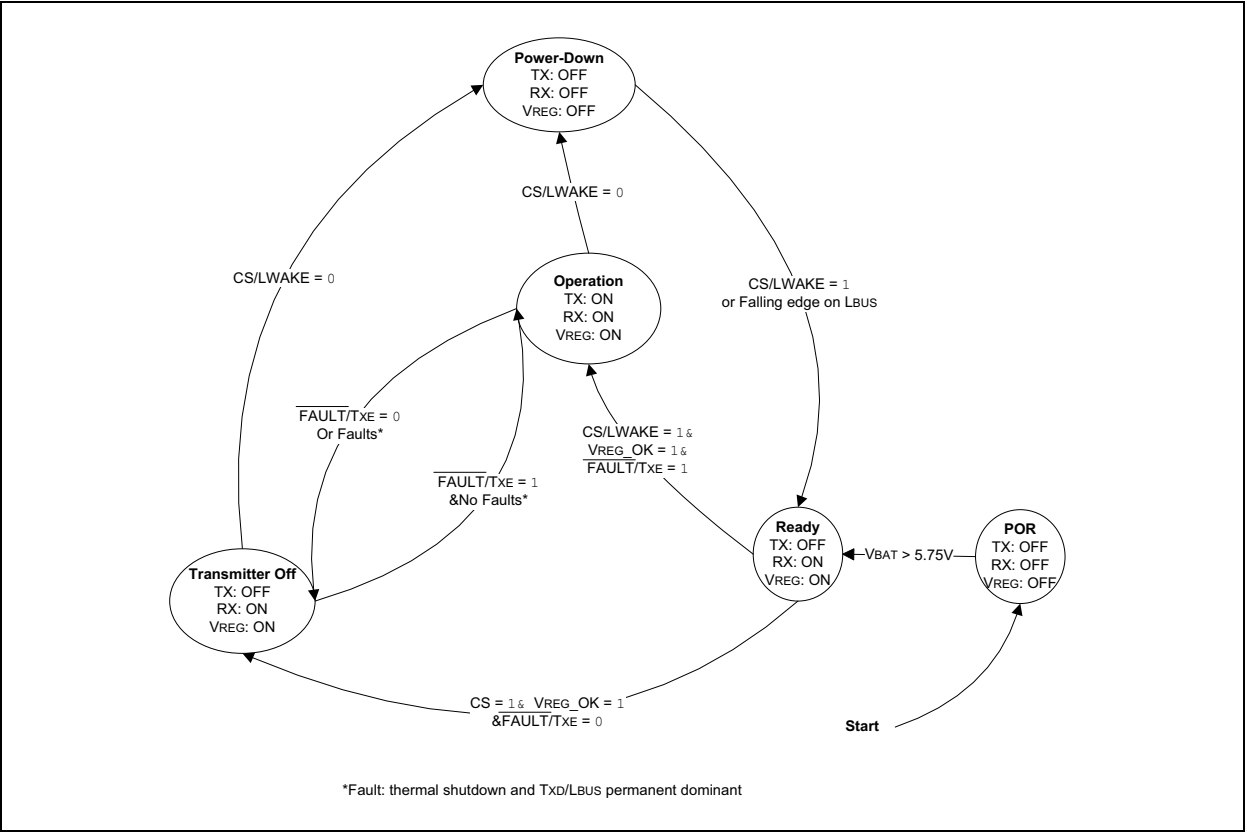 Power-Down
TX: OFF
RX: OFF
VREG: OFF
CS/LWAKE = 0
CS/LWAKE = 0
CS/LWAKE = 1
or Falling edge on LBUS
Operation
TX: ON
RX: ON
VREG: ON
FAULT/TXE = 0
Or Faults*
FAULT/TXE = 1
&No Faults*
CS/LWAKE = 1&
VREG_OK = 1&
FAULT/TXE = 1
Ready
TX: OFF
RX: ON
VREG: ON
VBAT > 5.75V
POR
TX: OFF
RX: OFF
VREG: OFF
Transmitter Off
TX: OFF
RX: ON
VREG: ON
CS = 1& VREG_OK = 1
&FAULT/TXE = 0
Start
*Fault: thermal shutdown and TXD/LBUS permanent dominant